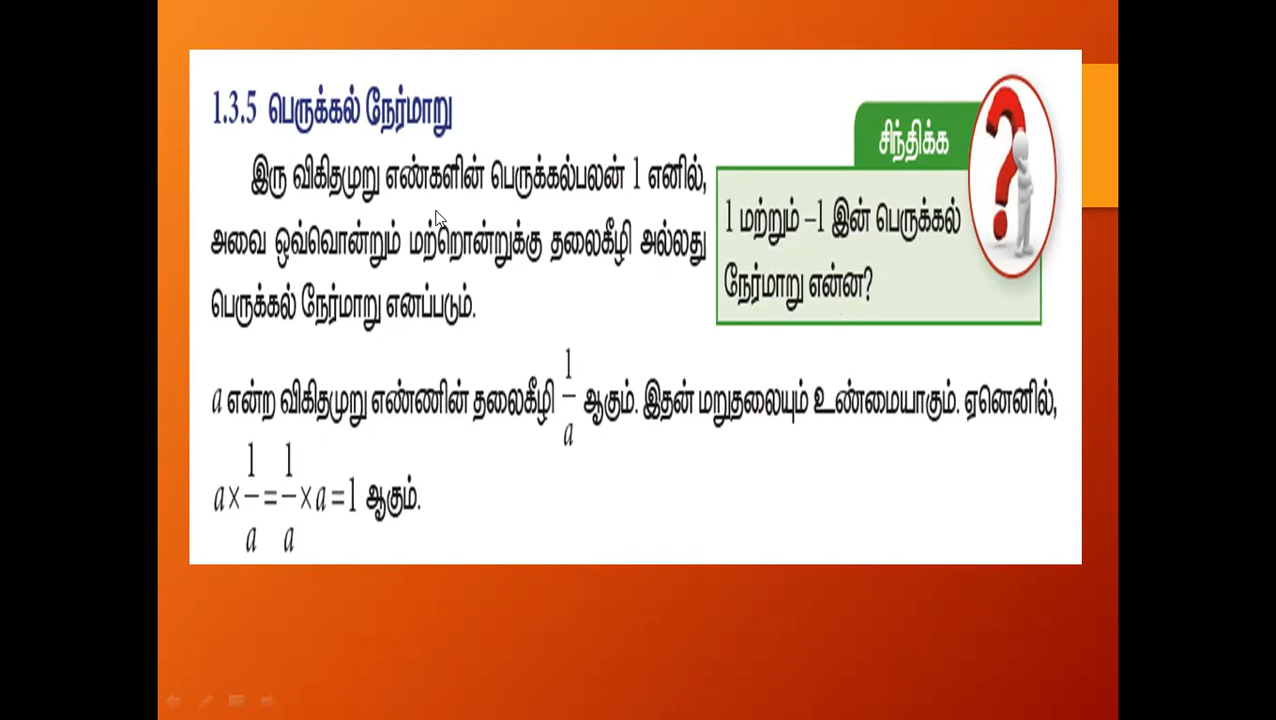 1.3.5 பெருக்கல் நேர்மாறு
இரு விகிதமுறு எண்களின் பெருக்கல்பலன் 1 எனில்,
அவை ஒவ்வொன்றும் மற்றொன்றுக்கு தலைகீழி அல்லது
பெருக்கல் நேர்மாறு எனப்படும்.
சிந்திக்க
1 மற்றும் –1 இன் பெருக்கல்
நேர்மாறு என்ன?
a என்ற விகிதமுறு எண்ணின் தலைகீழி 1/a ஆகும். இதன் மறுதலையும் உண்மையாகும். ஏனெனில்,
a × 1/a = 1/a × a = 1 ஆகும்.